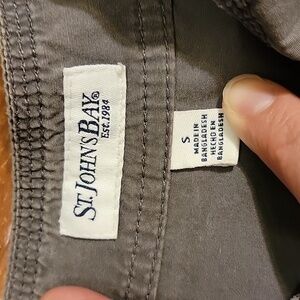 ST. JOHN'S BAY®
Est. 1984
S
MADE IN
BANGLADESH
HECHO EN
BANGLADESH